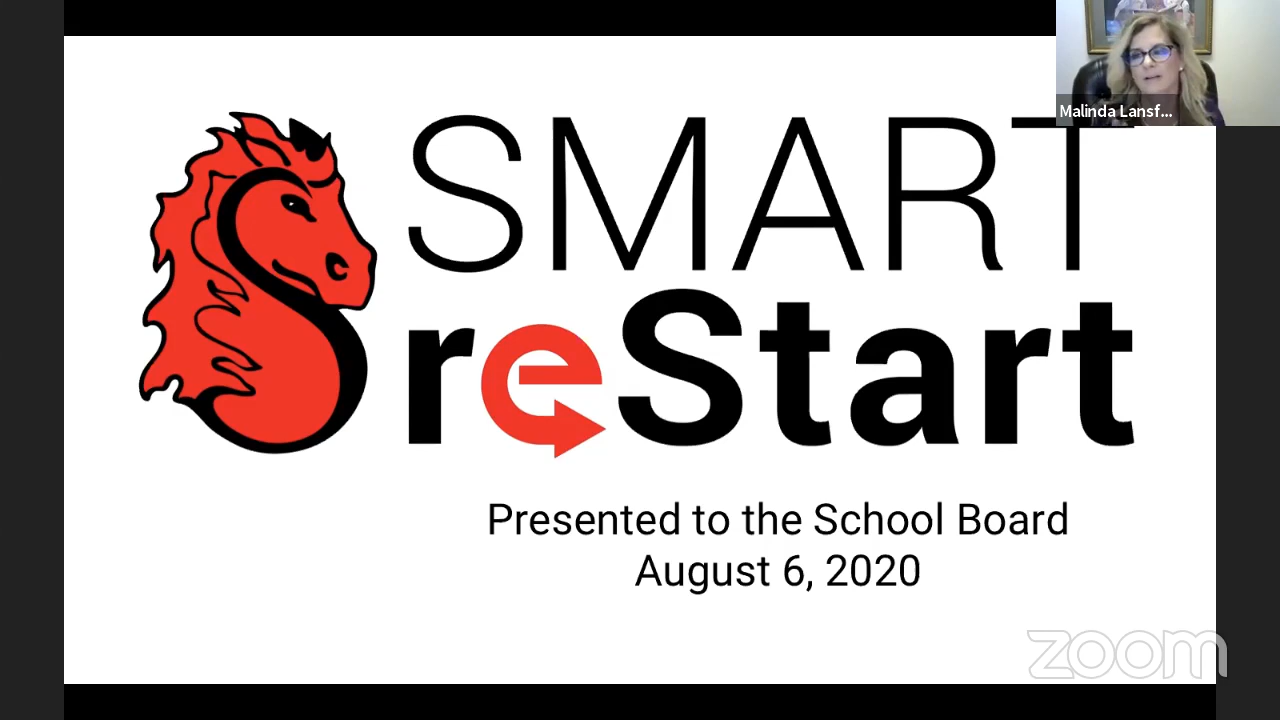 Malinda Lansf...
SMART
reStart
Presented to the School Board
August 6, 2020
zoom